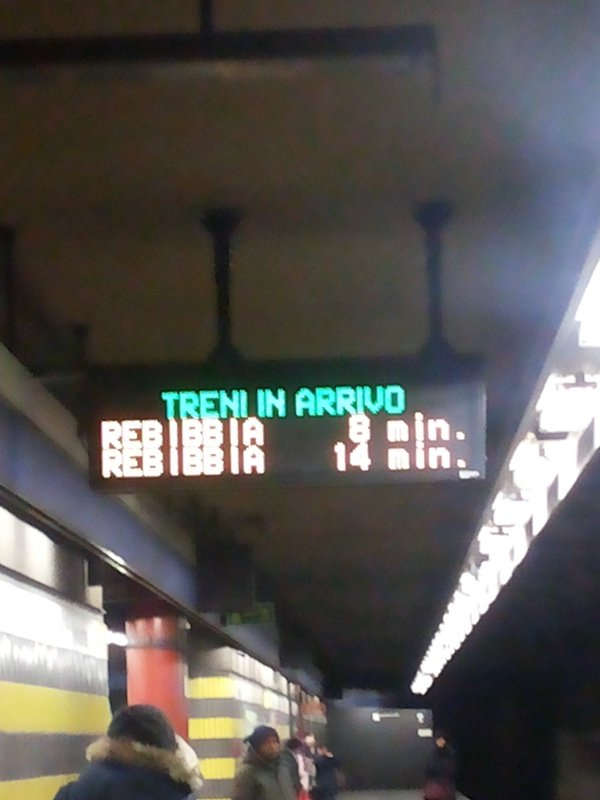 TRENI IN ARRIVO
REBIBBIA 8 min.
REBIBBIA 14 min.